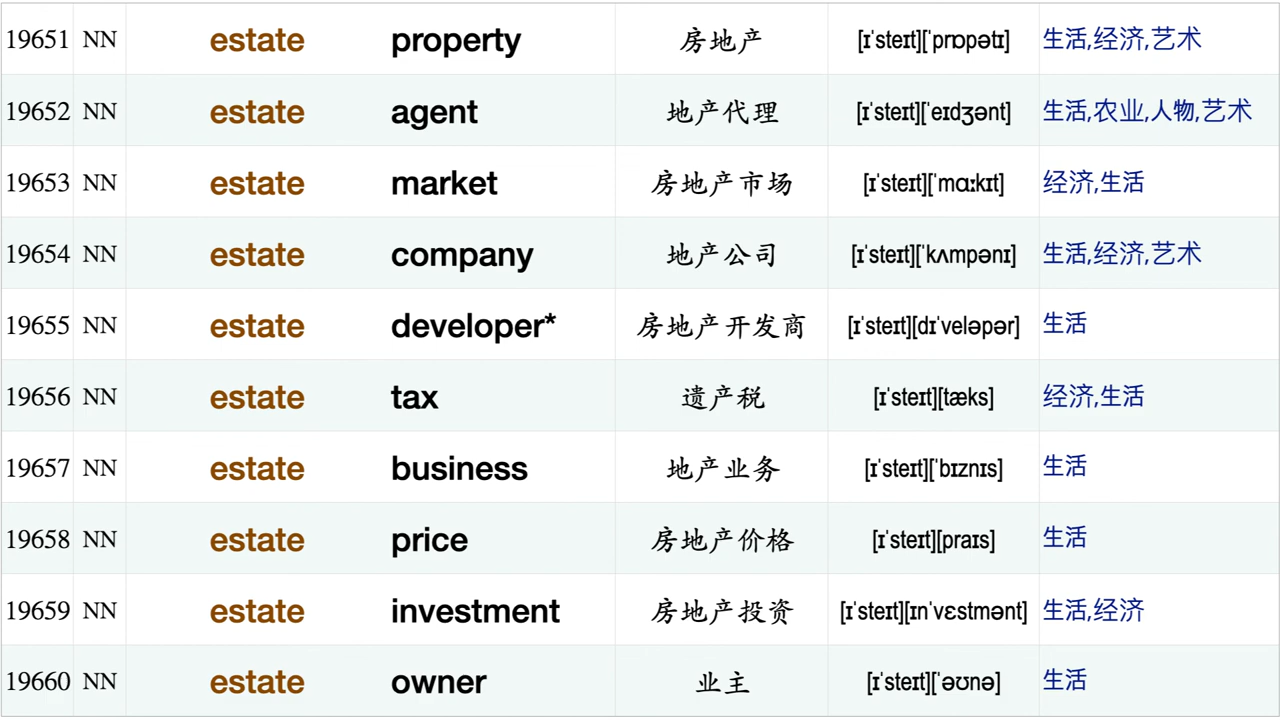 19651 NN estate property 房地产 [ɪˈsteɪt][ˈprɒpətɪ] 生活,经济,艺术
19652 NN estate agent 地产代理 [ɪˈsteɪt][ˈeɪdʒənt] 生活,农业,人物,艺术
19653 NN estate market 房地产市场 [ɪˈsteɪt][ˈmɑːkɪt] 经济,生活
19654 NN estate company 地产公司 [ɪˈsteɪt][ˈkʌmpənɪ] 生活,经济,艺术
19655 NN estate developer* 房地产开发商 [ɪˈsteɪt][dɪˈveləpər] 生活
19656 NN estate tax 遗产税 [ɪˈsteɪt][tæks] 经济,生活
19657 NN estate business 地产业务 [ɪˈsteɪt][ˈbɪznɪs] 生活
19658 NN estate price 房地产价格 [ɪˈsteɪt][praɪs] 生活
19659 NN estate investment 房地产投资 [ɪˈsteɪt][ɪnˈvɛstmənt] 生活,经济
19660 NN estate owner 业主 [ɪˈsteɪt][ˈəʊnə] 生活